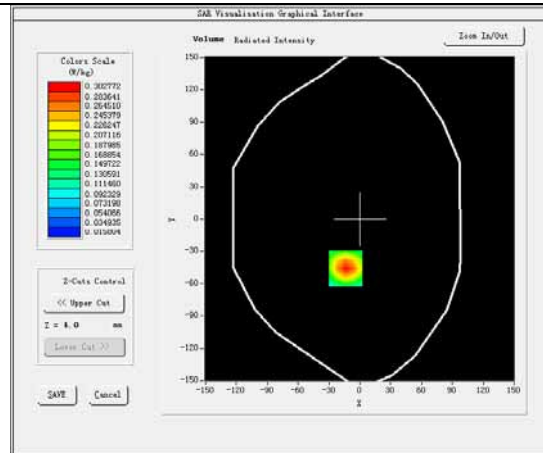 SAR Visualisation Graphical Interface
Volume Radiated Intensity
Zoom In/Out
Colors Scale
(W/kg)
0.302772
0.283641
0.264510
0.245379
0.226247
0.207116
0.187985
0.168854
0.149722
0.130591
0.111460
0.092329
0.073198
0.054066
0.034935
0.015804
Z-Cuts Control
<< Upper Cut
Z = 4.0 mm
Lower Cut >>
SAVE
Cancel
150
120
90
60
30
0
-30
-60
-90
-120
-150
Y
-150 -120 -90 -60 -30 0 30 60 90 120 150
X